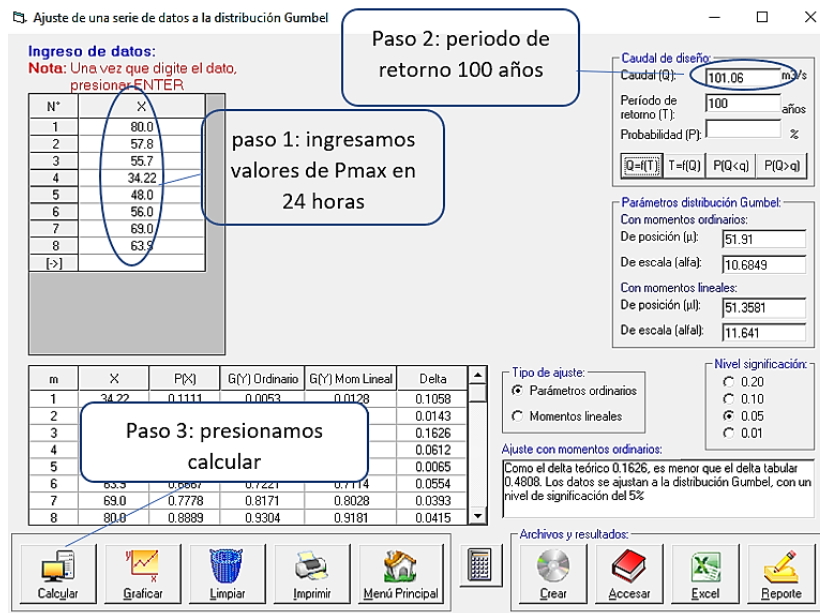 Ajuste de una serie de datos a la distribución Gumbel
Ingreso de datos:
Nota: Una vez que digite el dato,
presionar ENTER
N° X
1 80.0
2 57.8
3 55.7
4 34.22
5 48.0
6 56.0
7 69.0
8 63.9
[->]
paso 1: ingresamos
valores de Pmax en
24 horas
Paso 2: periodo de
retorno 100 años
Caudal de diseño:
Caudal (Q): 101.06 m3/s
Período de
retorno (T): 100 años
Probabilidad (P): %
Q=f(T) T=f(Q) P(Q<q) P(Q>q)
Parámetros distribución Gumbel:
Con momentos ordinarios:
De posición (µ): 51.91
De escala (alfa): 10.6849
Con momentos lineales:
De posición (µl): 51.3581
De escala (alfal): 11.641
m X P(X) G(Y) Ordinario G(Y) Mom Lineal Delta
1 34.22 0.1111 0.0053 0.0128 0.1058
2 0.0143
3 0.1626
4 0.0612
5 0.0065
6 63.9 0.6667 0.7221 0.7114 0.0554
7 69.0 0.7778 0.8171 0.8028 0.0393
8 80.0 0.8889 0.9304 0.9181 0.0415
Paso 3: presionamos
calcular
Tipo de ajuste:
Parámetros ordinarios
Momentos lineales
Nivel significación:
0.20
0.10
0.05
0.01
Ajuste con momentos ordinarios:
Como el delta teórico 0.1626, es menor que el delta tabular
0.4808. Los datos se ajustan a la distribución Gumbel, con un
nivel de significación del 5%
Calcular Graficar Limpiar Imprimir Menú Principal
Archivos y resultados:
Crear Accesar Excel Reporte